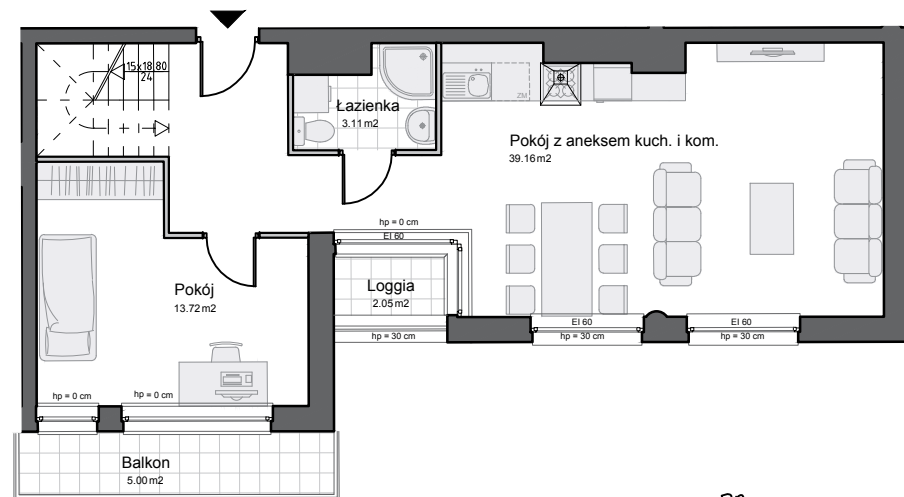 15x18,80
24
Łazienka
3.11 m2
ZM
Pokój z aneksem kuch. i kom.
39.16 m2
hp = 0 cm
EI 60
Pokój
13.72 m2
Loggia
2.05 m2
hp = 30 cm
EI 60
hp = 30 cm
EI 60
hp = 30 cm
hp = 0 cm
hp = 0 cm
Balkon
5.00 m2